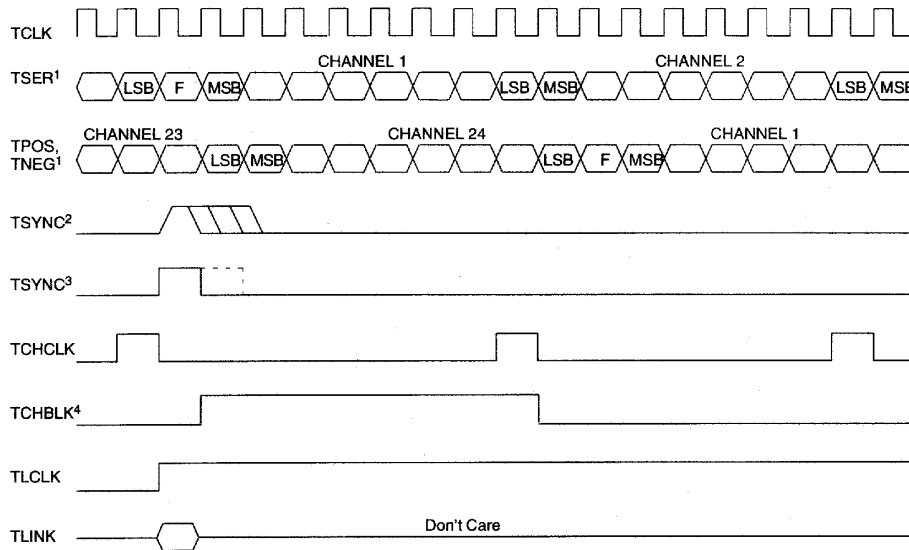 TCLK
CHANNEL 1 CHANNEL 2
TSER1 LSB F MSB LSB MSB LSB MSB
CHANNEL 23 CHANNEL 24 CHANNEL 1
TPOS,
TNEG1 LSB MSB LSB F MSB
TSYNC2
TSYNC3
TCHCLK
TCHBLK4
TLCLK
TLINK Don't Care